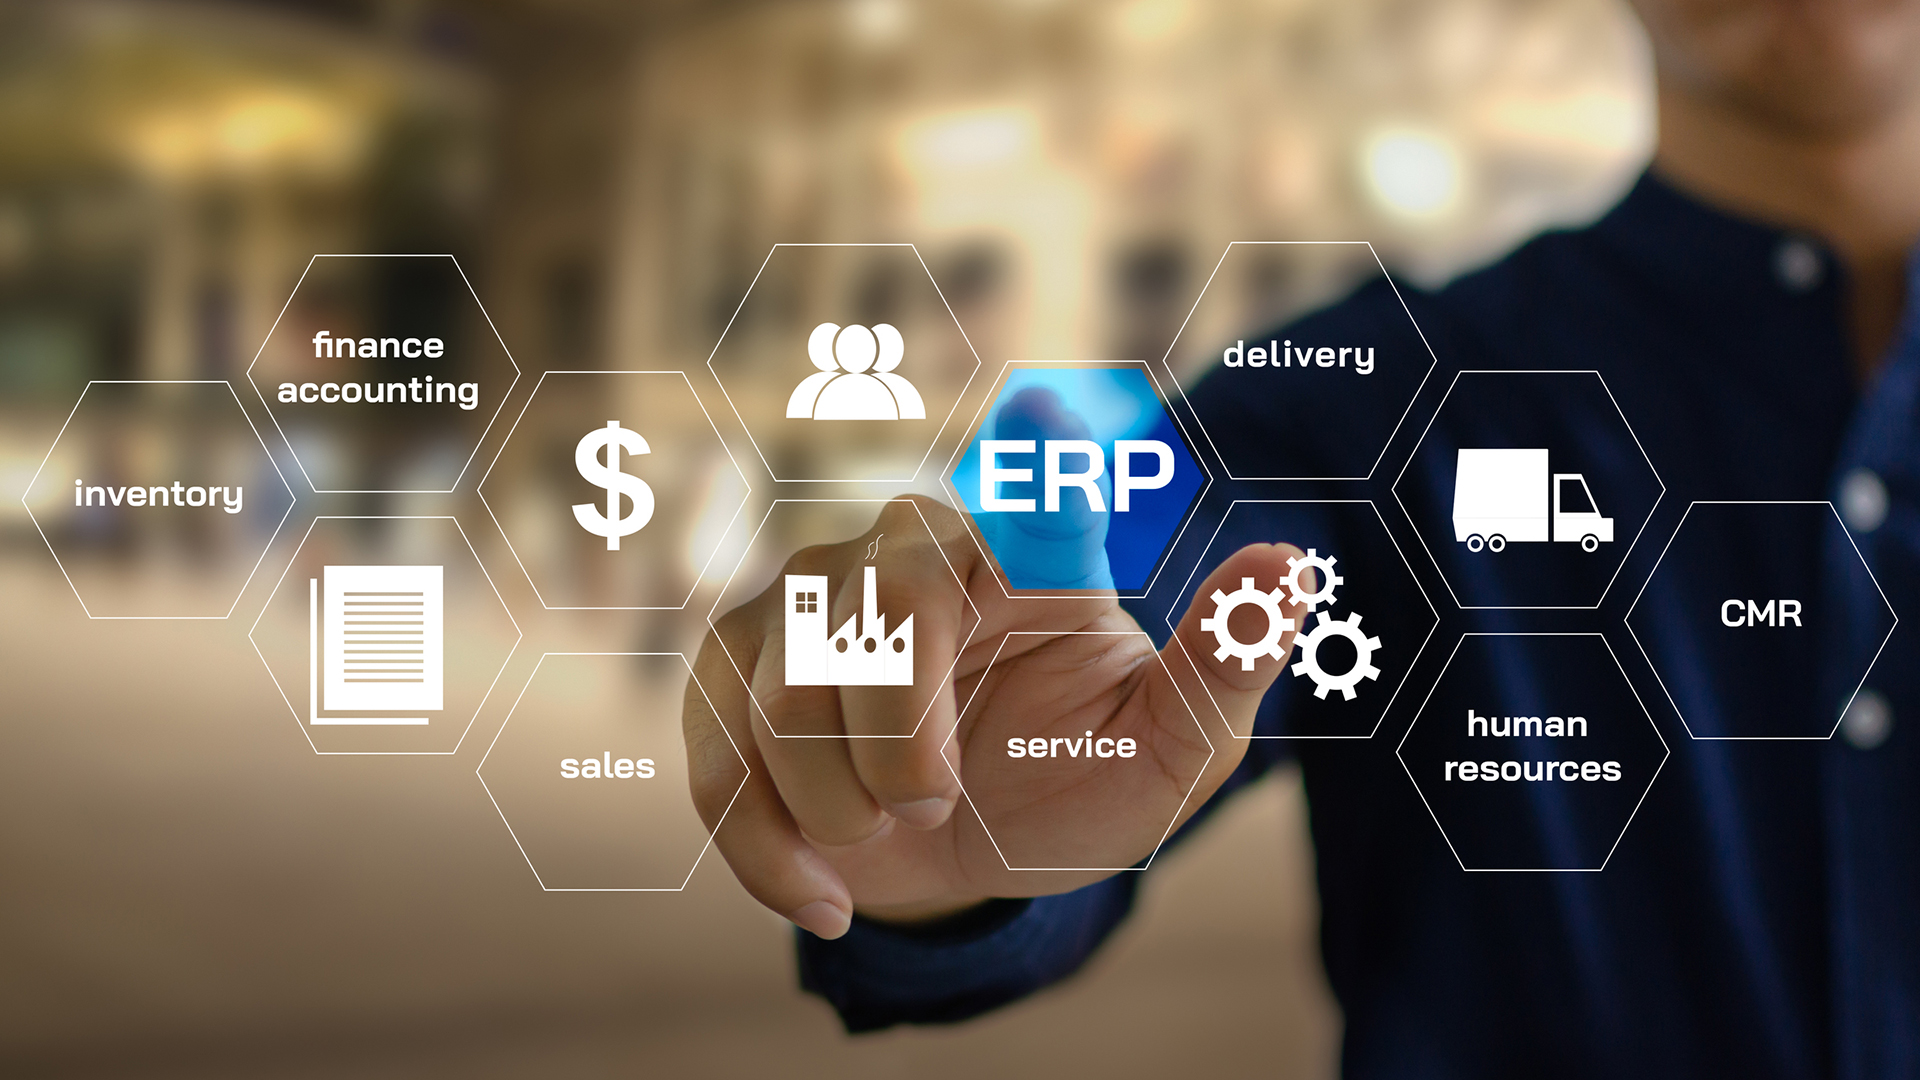 finance
accounting
inventory
ERP
delivery
CMR
sales
service
human
resources